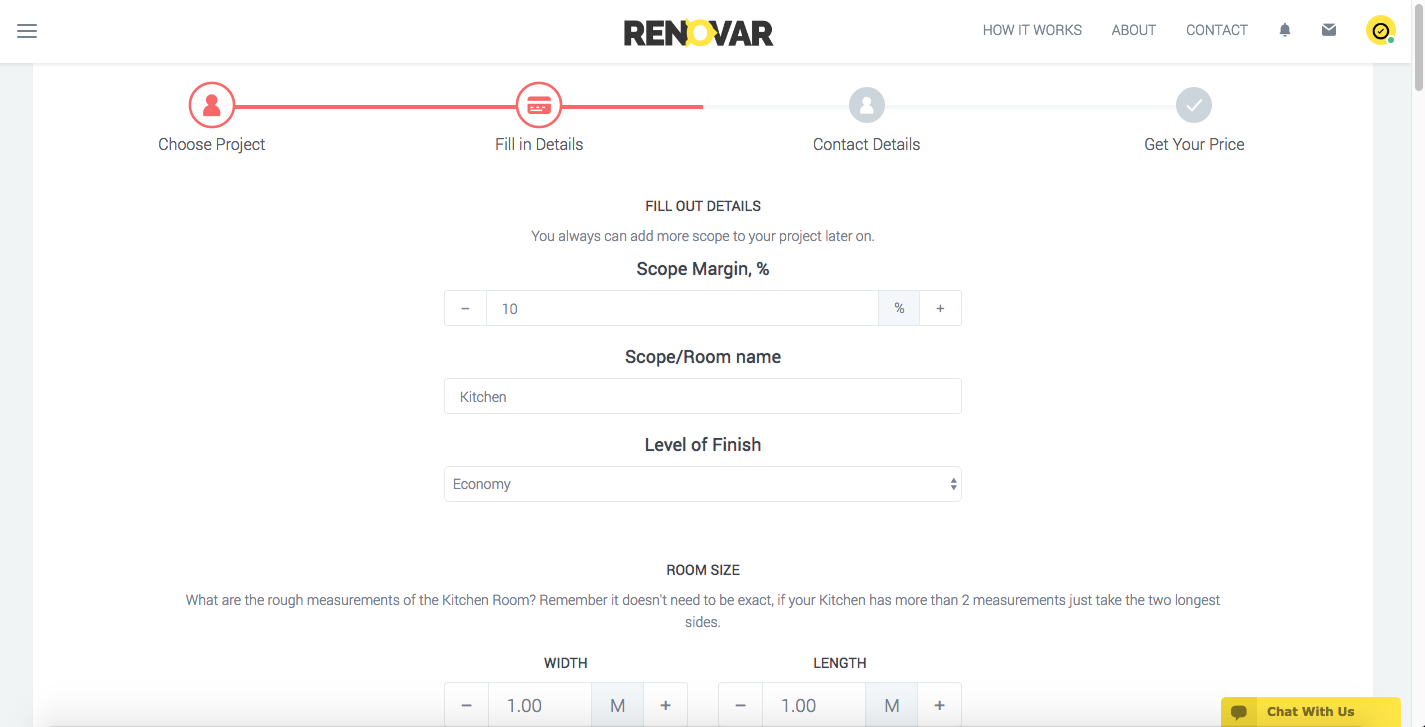 RENOVAR
HOW IT WORKS
ABOUT
CONTACT
Choose Project
Fill in Details
Contact Details
Get Your Price
FILL OUT DETAILS
You always can add more scope to your project later on.
Scope Margin, %
− 10 % +
Scope/Room name
Kitchen
Level of Finish
Economy
ROOM SIZE
What are the rough measurements of the Kitchen Room? Remember it doesn't need to be exact, if your Kitchen has more than 2 measurements just take the two longest
sides.
WIDTH
LENGTH
− 1.00 M +
− 1.00 M +
Chat With Us